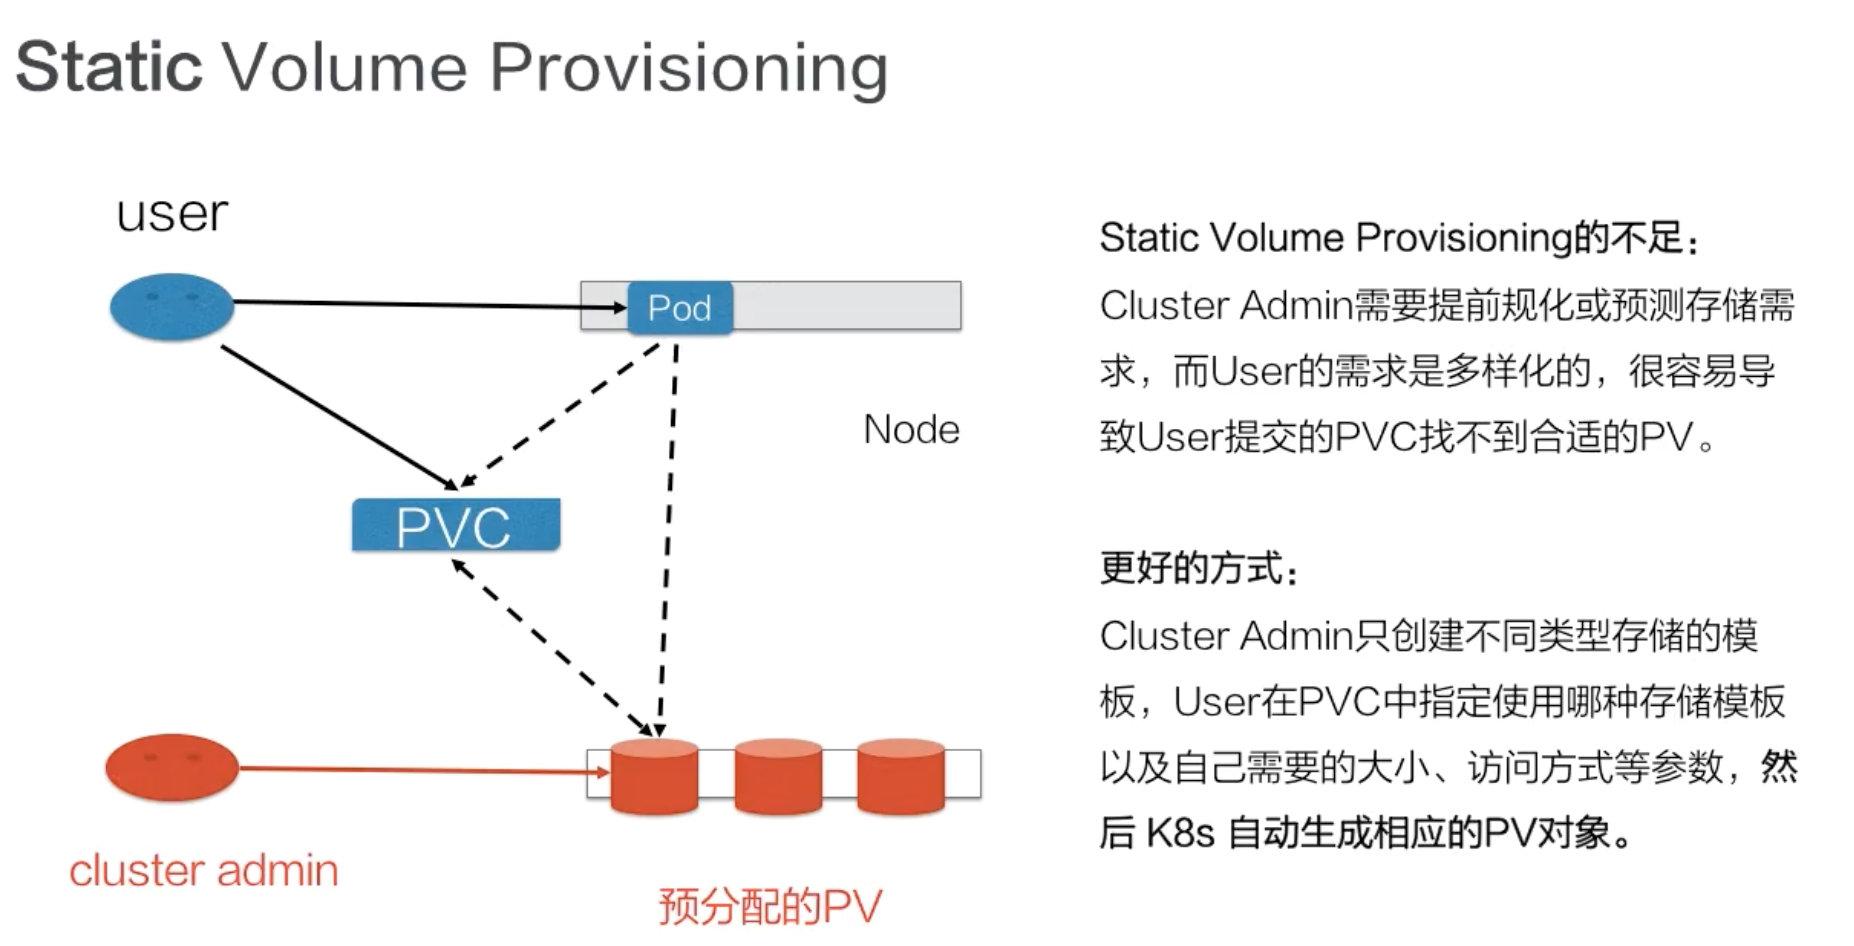 Static Volume Provisioning
user
Pod
Node
PVC
cluster admin
预分配的PV
Static Volume Provisioning的不足：
Cluster Admin需要提前规化或预测存储需
求，而User的需求是多样化的，很容易导
致User提交的PVC找不到合适的PV。
更好的方式：
Cluster Admin只创建不同类型存储的模
板，User在PVC中指定使用哪种存储模板
以及自己需要的大小、访问方式等参数，然
后 K8s 自动生成相应的PV对象。